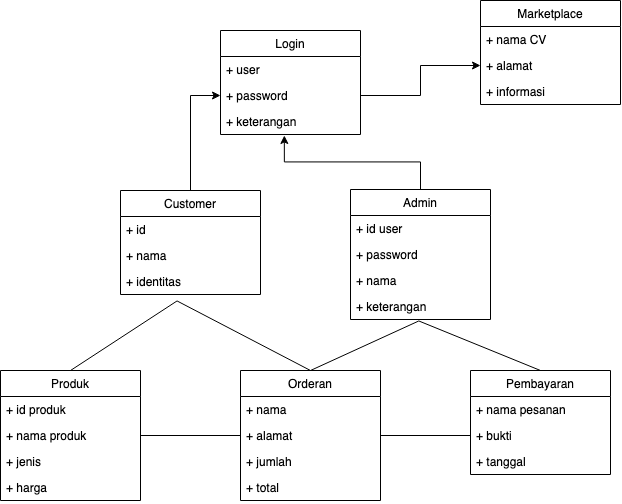 Marketplace
+ nama CV
+ alamat
+ informasi
Login
+ user
+ password
+ keterangan
Customer
+ id
+ nama
+ identitas
Admin
+ id user
+ password
+ nama
+ keterangan
Produk
+ id produk
+ nama produk
+ jenis
+ harga
Orderan
+ nama
+ alamat
+ jumlah
+ total
Pembayaran
+ nama pesanan
+ bukti
+ tanggal